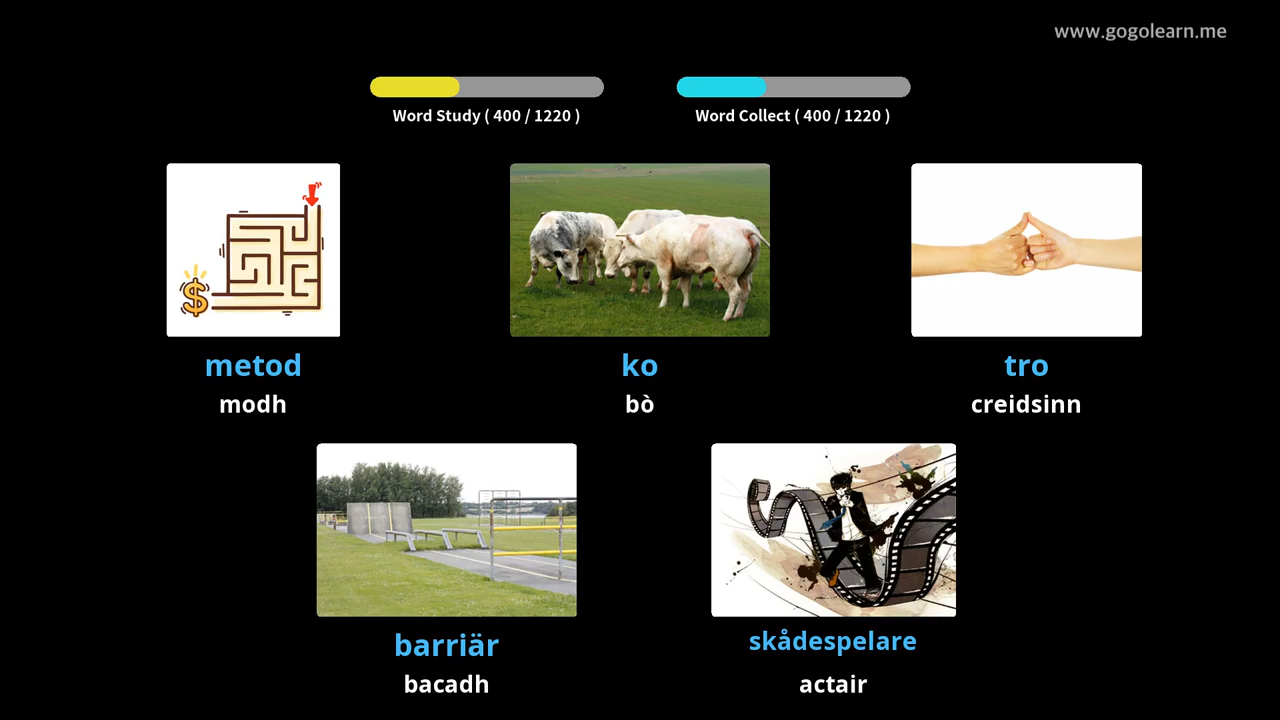 www.gogolearn.me
Word Study ( 400 / 1220 )
Word Collect ( 400 / 1220 )
metod
modh
ko
bò
tro
creidsinn
barriär
bacadh
skådespelare
actair